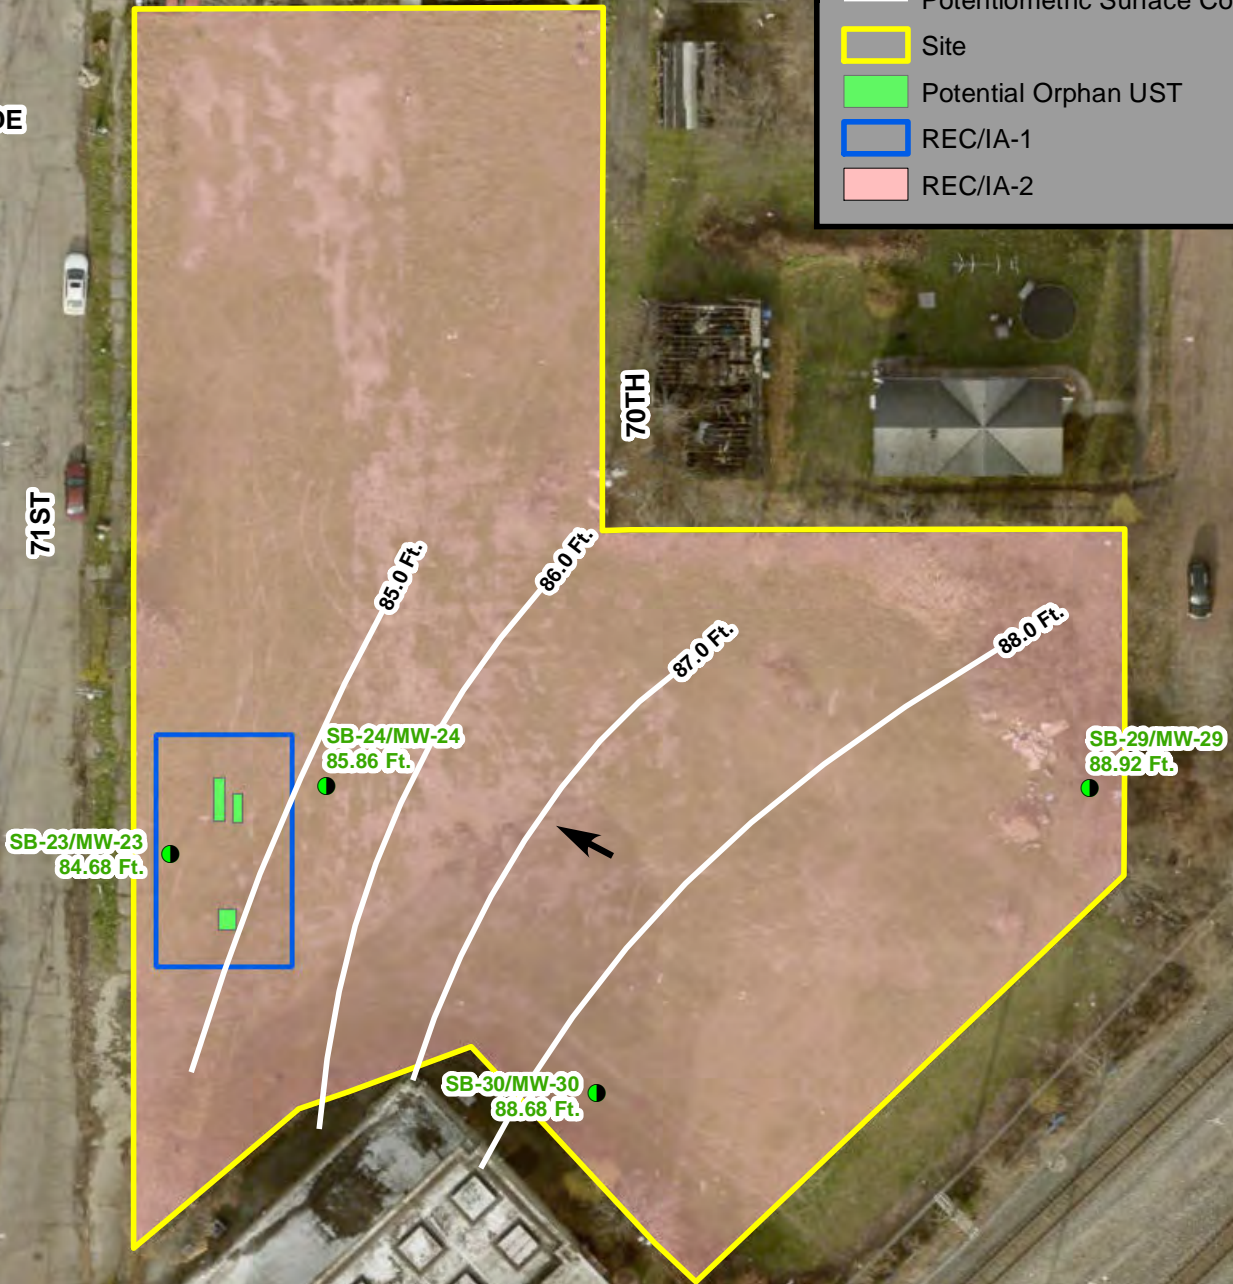 Potentiometric Surface
Site
Potential Orphan UST
REC/IA-1
REC/IA-2
71ST
70TH
85.0 Ft.
86.0 Ft.
87.0 Ft.
88.0 Ft.
SB-24/MW-24
85.86 Ft.
SB-29/MW-29
88.92 Ft.
SB-23/MW-23
84.68 Ft.
SB-30/MW-30
88.68 Ft.